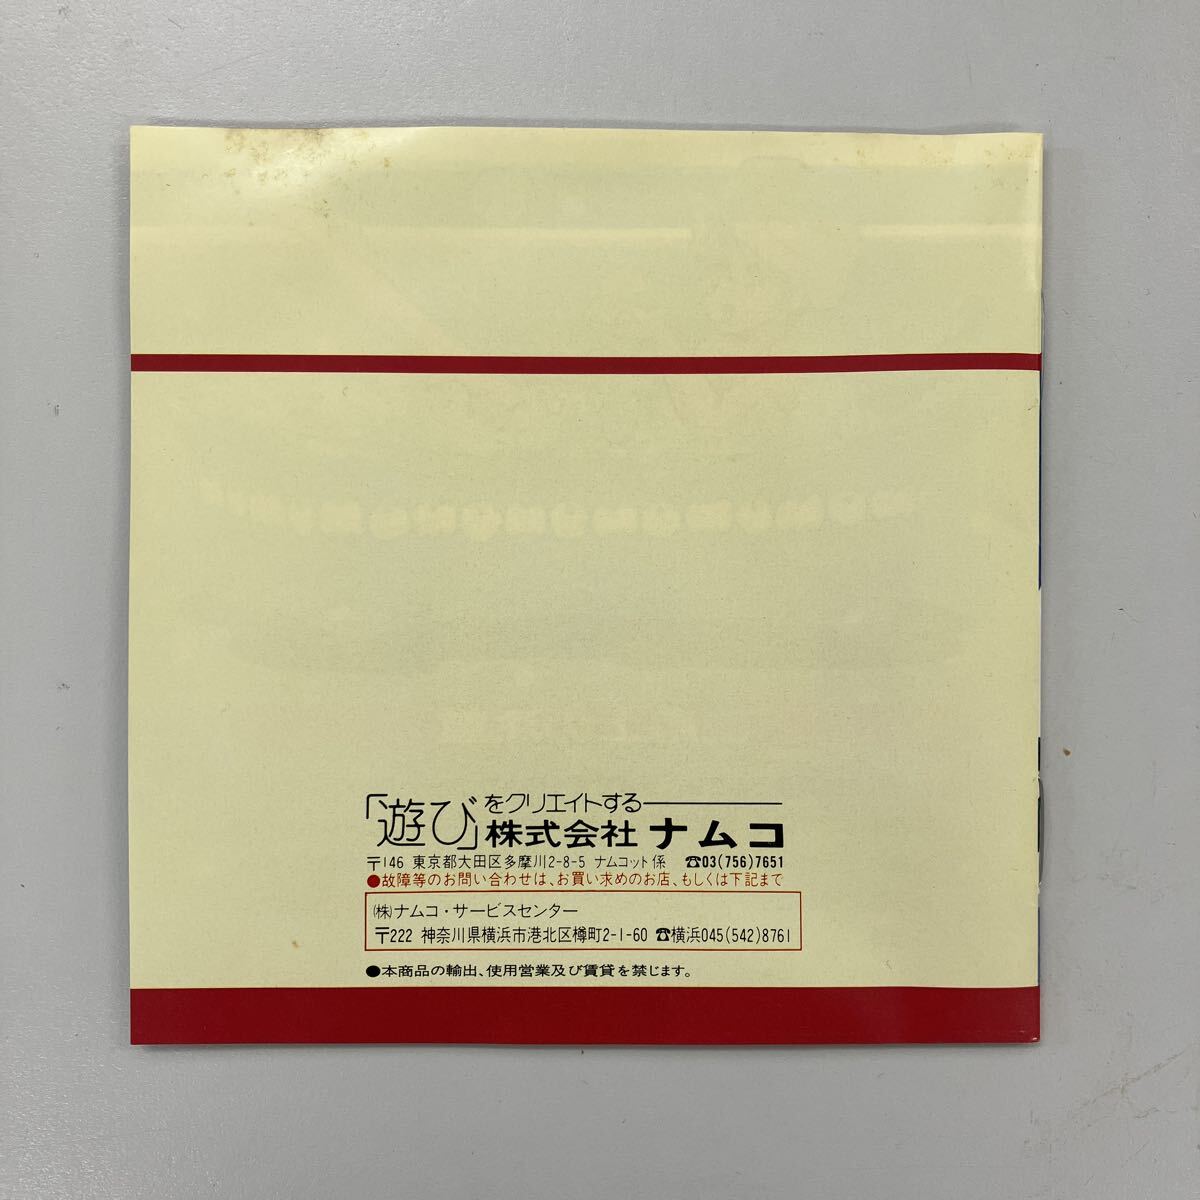 「遊び」をクリエイトする
株式会社 ナムコ
〒146 東京都大田区多摩川2-8-5 ナムコット係 ☎03(756)7651
●故障等のお問い合わせは、お買い求めのお店、もしくは下記まで
(株)ナムコ・サービスセンター
〒222 神奈川県横浜市港北区樽町2-1-60 ☎横浜045(542)8761
●本商品の輸出、使用営業及び賃貸を禁じます。